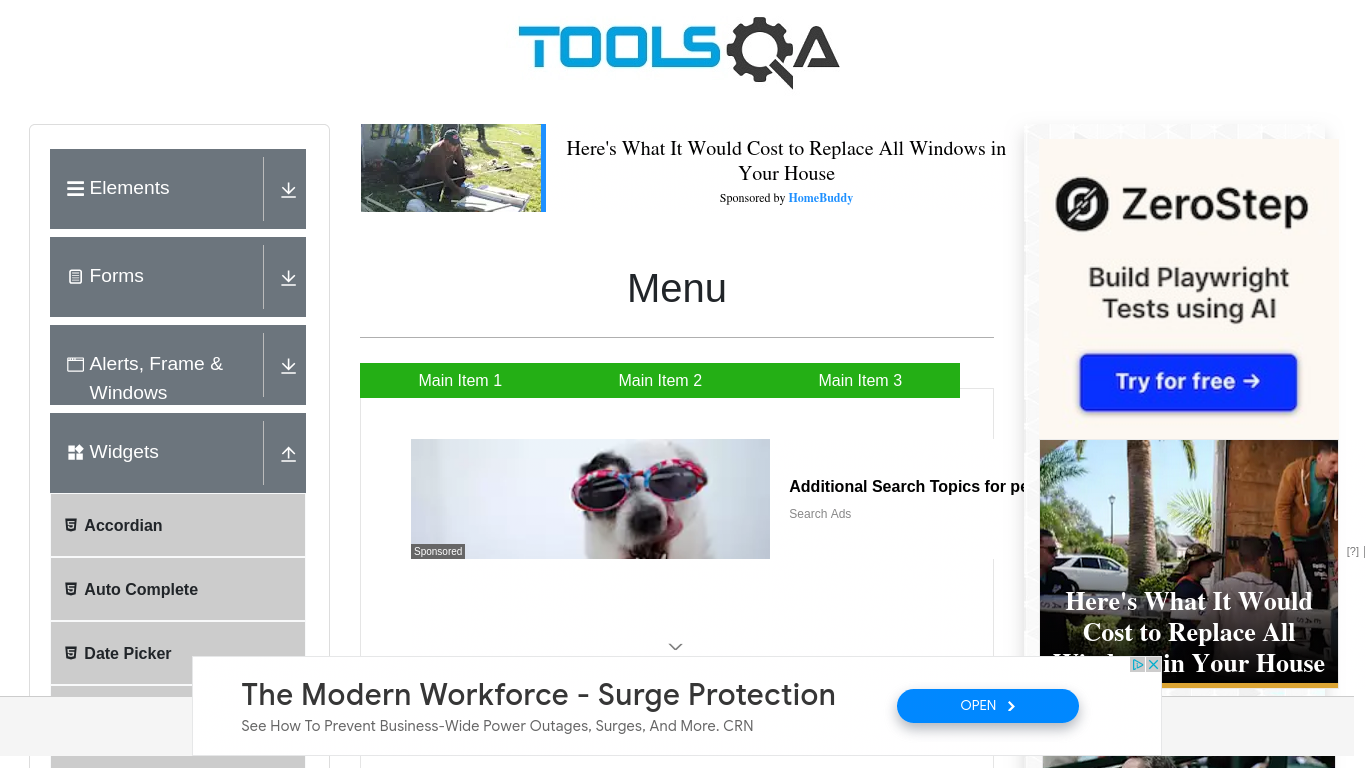 TOOLSQA
Elements
Forms
Alerts, Frame &
Windows
Widgets
Accordian
Auto Complete
Date Picker
Here's What It Would Cost to Replace All Windows in
Your House
Sponsored by HomeBuddy
Menu
Main Item 1
Main Item 2
Main Item 3
Additional Search Topics for pe
Search Ads
Sponsored
ZeroStep
Build Playwright
Tests using AI
Try for free →
[?]
Here's What It Would
Cost to Replace All
in Your House
The Modern Workforce - Surge Protection
See How To Prevent Business-Wide Power Outages, Surges, And More. CRN
OPEN